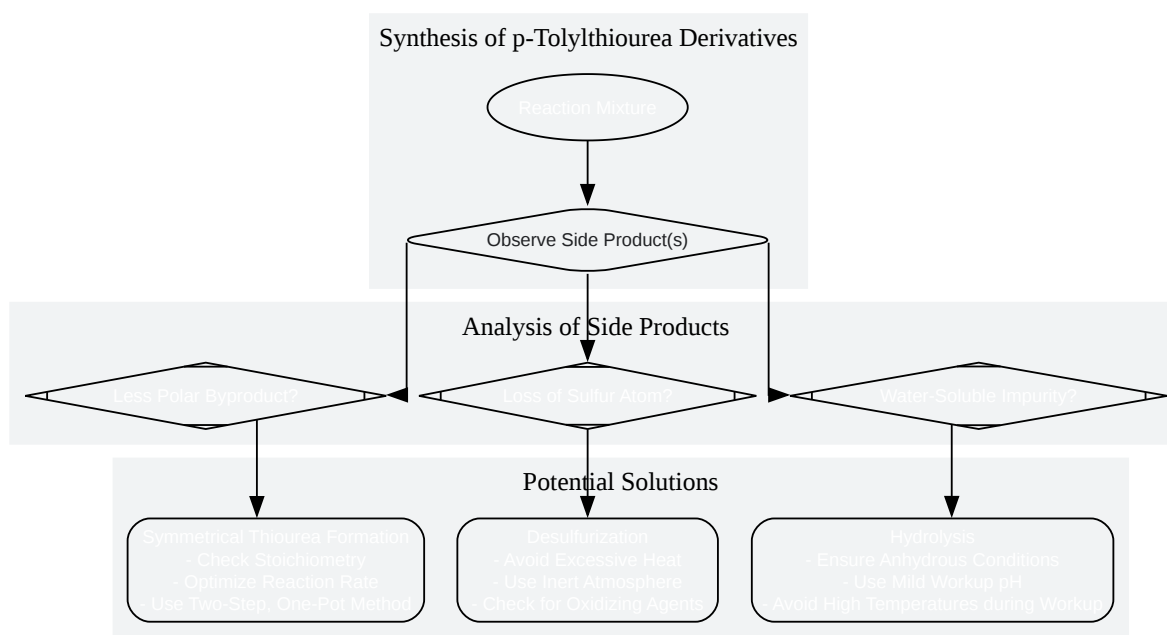 Synthesis of p-Tolylthiourea Derivatives
Reaction Mixture
Observe Side Product(s)
Analysis of Side Products
Less Polar Byproduct?
Loss of Sulfur Atom?
Water-Soluble Impurity?
Potential Solutions
Symmetrical Thiourea Formation
- Check Stoichiometry
- Optimize Reaction Rate
- Use Two-Step, One-Pot Method
Desulfurization
- Avoid Excessive Heat
- Use Inert Atmosphere
- Check for Oxidizing Agents
Hydrolysis
- Ensure Anhydrous Conditions
- Use Mild Workup pH
- Avoid High Temperatures during Workup